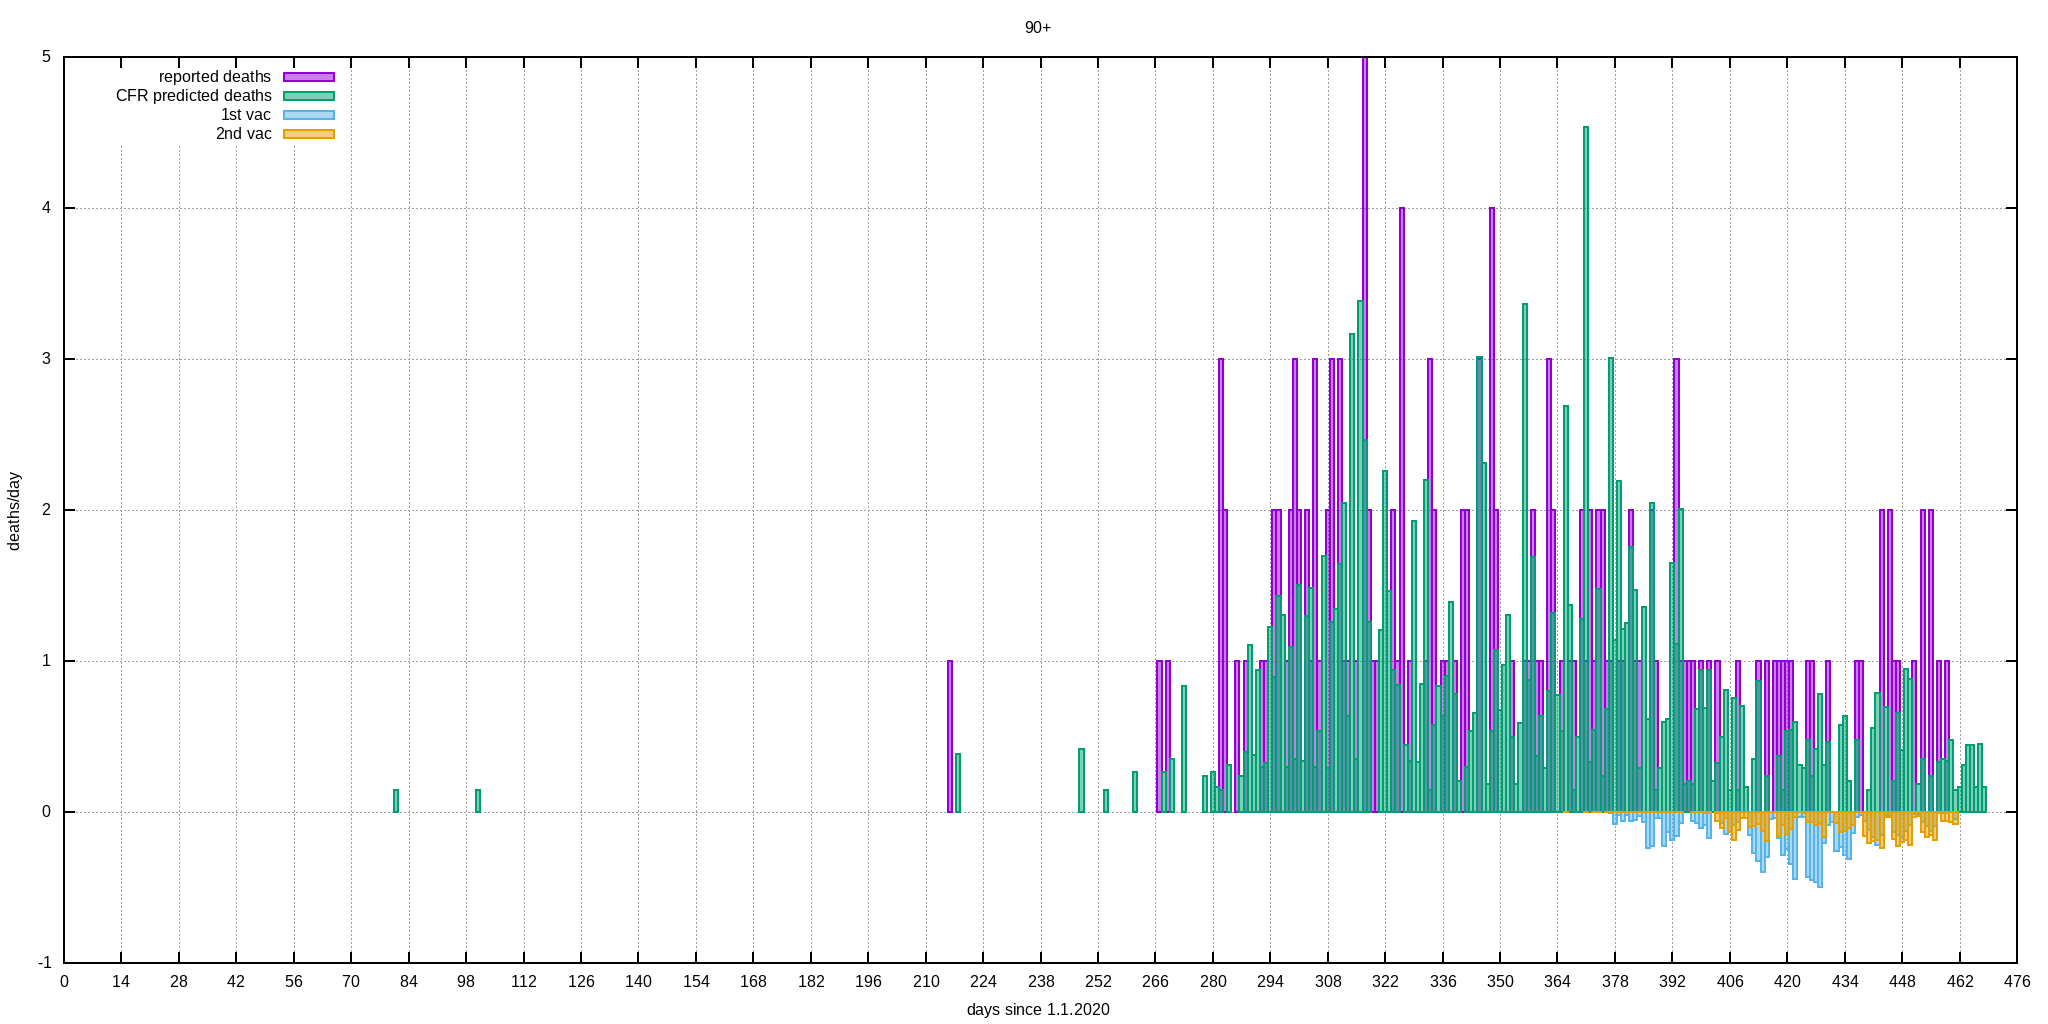 90+
reported deaths
CFR predicted deaths
1st vac
2nd vac
5
4
3
2
1
0
-1
deaths/day
0 14 28 42 56 70 84 98 112 126 140 154 168 182 196 210 224 238 252 266 280 294 308 322 336 350 364 378 392 406 420 434 448 462 476
days since 1.1.2020